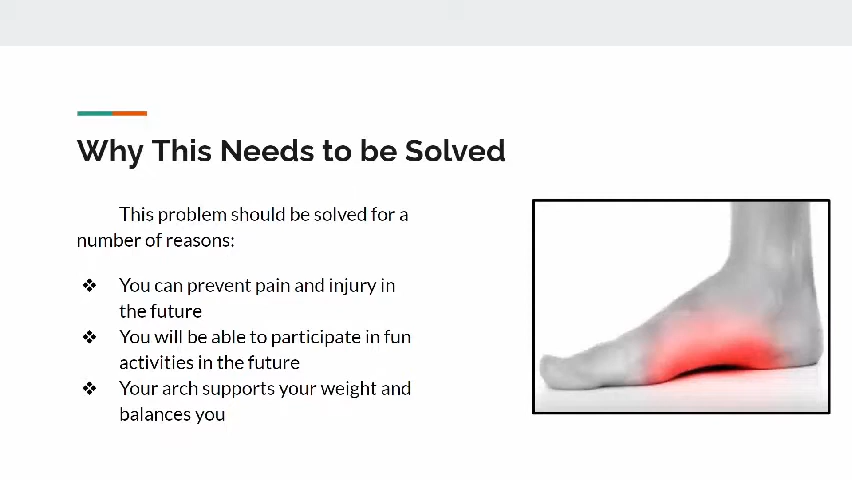 Why This Needs to be Solved
This problem should be solved for a
number of reasons:
❖ You can prevent pain and injury in
the future
❖ You will be able to participate in fun
activities in the future
❖ Your arch supports your weight and
balances you